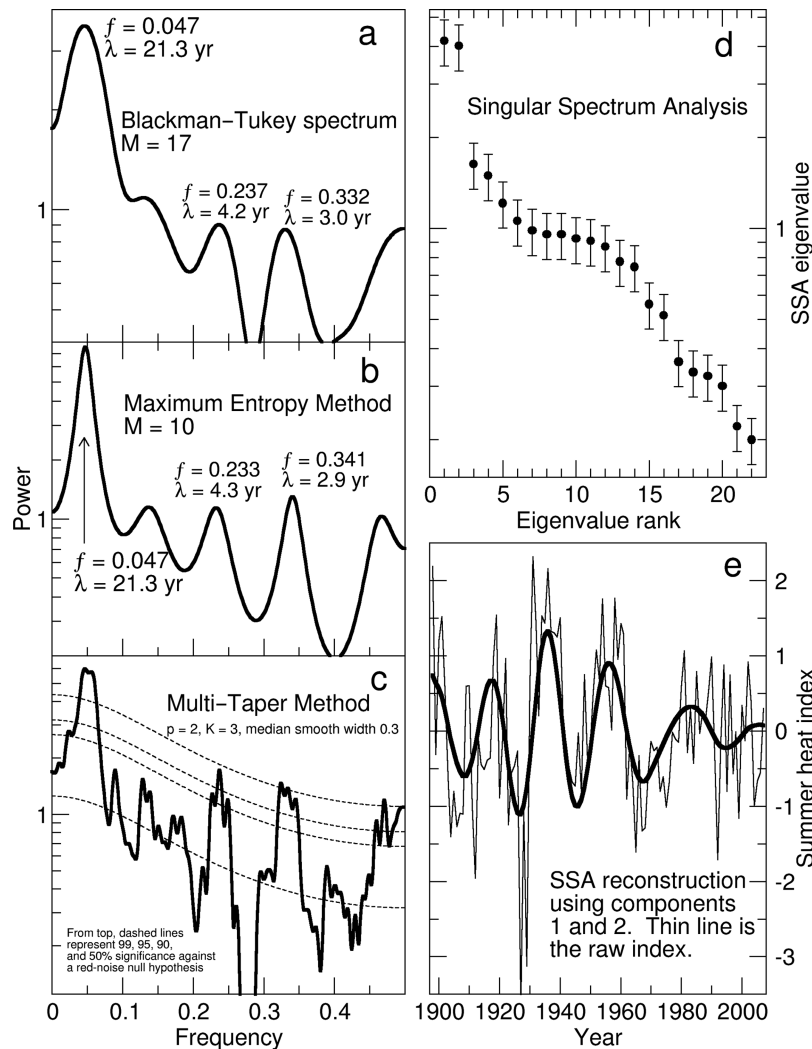 a
f = 0.047
λ = 21.3 yr
Blackman−Tukey spectrum
M = 17
f = 0.237
λ = 4.2 yr
f = 0.332
λ = 3.0 yr
1
b
Maximum Entropy Method
M = 10
f = 0.233
λ = 4.3 yr
f = 0.341
λ = 2.9 yr
f = 0.047
λ = 21.3 yr
1
Power
c
Multi−Taper Method
p = 2, K = 3, median smooth width 0.3
1
From top, dashed lines
represent 99, 95, 90,
and 50% significance against
a red−noise null hypothesis
0 0.1 0.2 0.3 0.4
Frequency
d
Singular Spectrum Analysis
1
SSA eigenvalue
0 5 10 15 20
Eigenvalue rank
e
2
1
0
-1
-2
-3
Summer heat index
SSA reconstruction
using components
1 and 2. Thin line is
the raw index.
1900 1920 1940 1960 1980 2000
Year